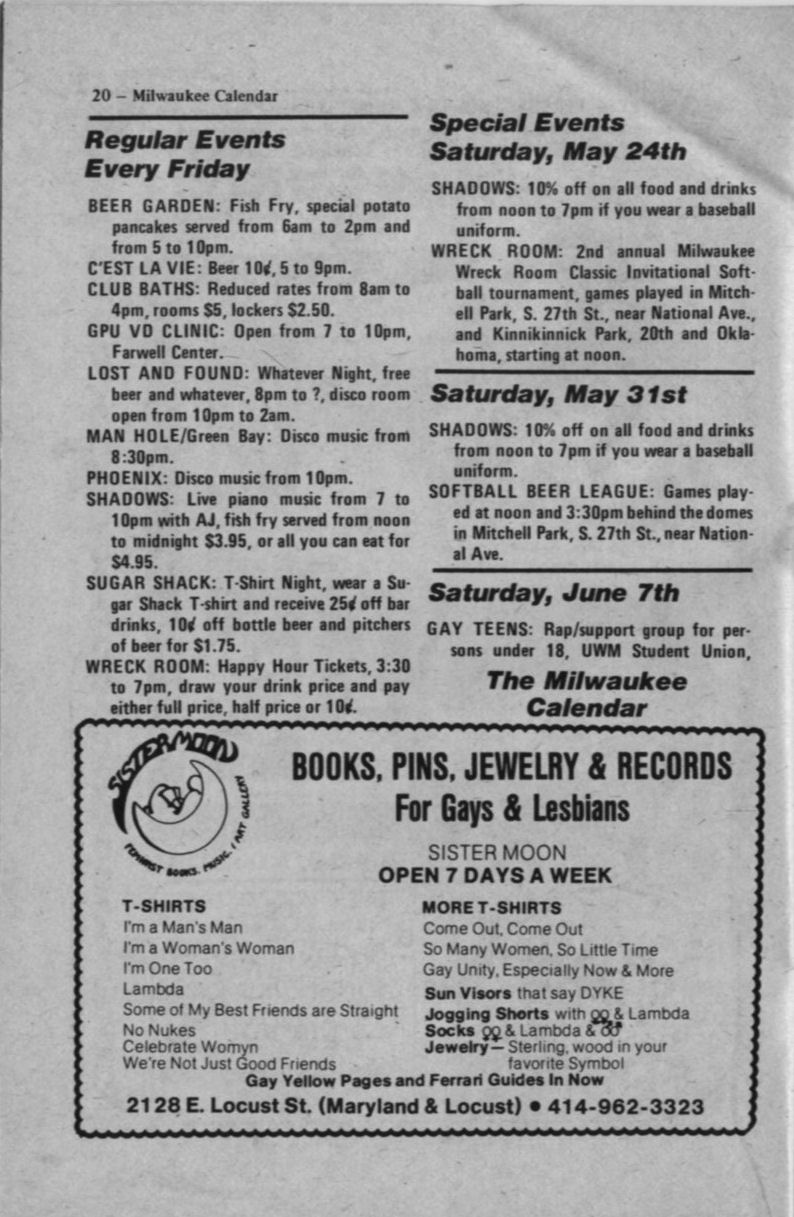 20 – Milwaukee Calendar
Regular Events
Every Friday
BEER GARDEN: Fish Fry, special potato
pancakes served from 6am to 2pm and
from 5 to 10pm.
C'EST LA VIE: Beer 10¢, 5 to 9pm.
CLUB BATHS: Reduced rates from 8am to
4pm, rooms $5, lockers $2.50.
GPU VD CLINIC: Open from 7 to 10pm,
Farwell Center.
LOST AND FOUND: Whatever Night, free
beer and whatever, 8pm to ?, disco room
open from 10pm to 2am.
MAN HOLE/Green Bay: Disco music from
8:30pm.
PHOENIX: Disco music from 10pm.
SHADOWS: Live piano music from 7 to
10pm with AJ, fish fry served from noon
to midnight $3.95, or all you can eat for
$4.95.
SUGAR SHACK: T-Shirt Night, wear a Su-
gar Shack T-shirt and receive 25¢ off bar
drinks, 10¢ off bottle beer and pitchers
of beer for $1.75.
WRECK ROOM: Happy Hour Tickets, 3:30
to 7pm, draw your drink price and pay
either full price, half price or 10¢.
Special Events
Saturday, May 24th
SHADOWS: 10% off on all food and drinks
from noon to 7pm if you wear a baseball
uniform.
WRECK ROOM: 2nd annual Milwaukee
Wreck Room Classic Invitational Soft-
ball tournament, games played in Mitch-
ell Park, S. 27th St., near National Ave.,
and Kinnikinnick Park, 20th and Okla-
homa, starting at noon.
Saturday, May 31st
SHADOWS: 10% off on all food and drinks
from noon to 7pm if you wear a baseball
uniform.
SOFTBALL BEER LEAGUE: Games play-
ed at noon and 3:30pm behind the domes
in Mitchell Park, S. 27th St., near Nation-
al Ave.
Saturday, June 7th
GAY TEENS: Rap/support group for per-
sons under 18, UWM Student Union,
The Milwaukee
Calendar
SISTERMOON
FEMINIST BOOKS, MUSIC, / ART GALLERY
BOOKS, PINS, JEWELRY & RECORDS
For Gays & Lesbians
SISTER MOON
OPEN 7 DAYS A WEEK
T-SHIRTS
I'm a Man's Man
I'm a Woman's Woman
I'm One Too
Lambda
Some of My Best Friends are Straight
No Nukes
Celebrate Womyn
We're Not Just Good Friends
MORE T-SHIRTS
Come Out, Come Out
So Many Women, So Little Time
Gay Unity, Especially Now & More
Sun Visors that say DYKE
Jogging Shorts with ⚢ & Lambda
Socks ⚢ & Lambda & ⚣
Jewelry – Sterling, wood in your
favorite Symbol
Gay Yellow Pages and Ferrari Guides In Now
2128 E. Locust St. (Maryland & Locust) • 414-962-3323